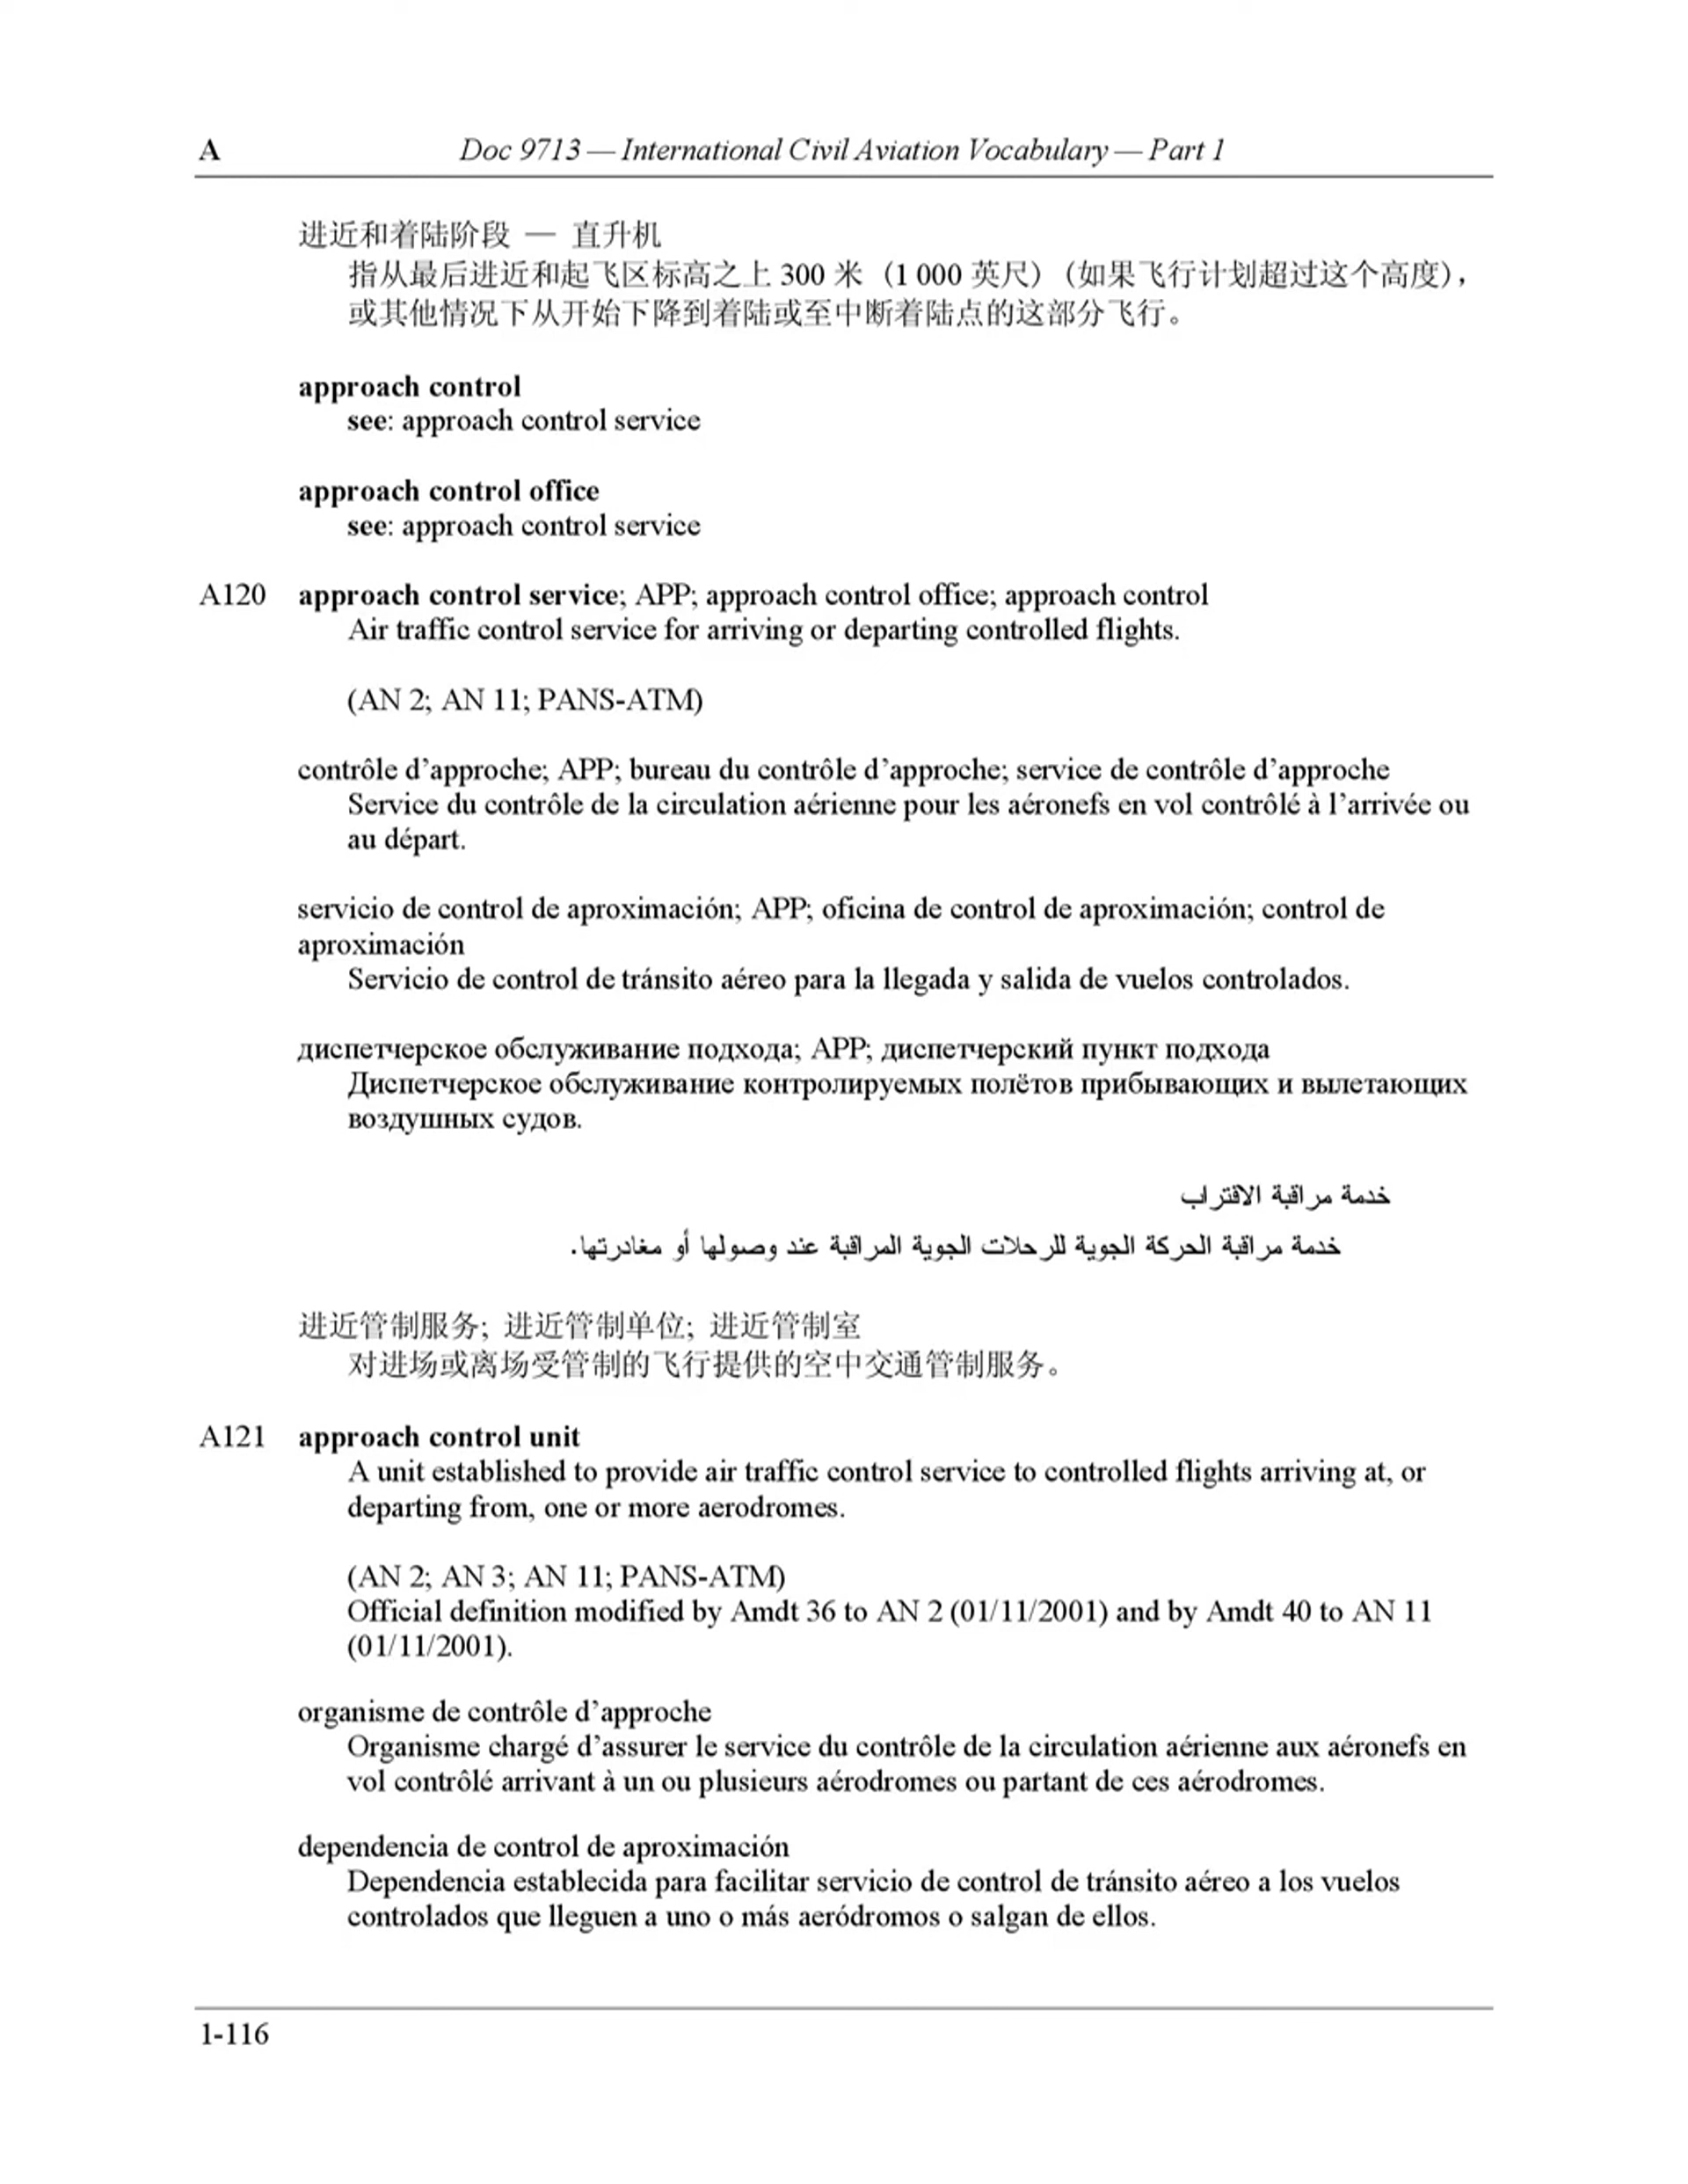 A Doc 9713 — International Civil Aviation Vocabulary — Part 1
进近和着陆阶段 — 直升机
指从最后进近和起飞区标高之上 300 米 (1 000 英尺) (如果飞行计划超过这个高度),
或其他情况下从开始下降到着陆或至中断着陆点的这部分飞行。
approach control
see: approach control service
approach control office
see: approach control service
A120 approach control service; APP; approach control office; approach control
Air traffic control service for arriving or departing controlled flights.
(AN 2; AN 11; PANS-ATM)
contrôle d’approche; APP; bureau du contrôle d’approche; service de contrôle d’approche
Service du contrôle de la circulation aérienne pour les aéronefs en vol contrôlé à l’arrivée ou
au départ.
servicio de control de aproximación; APP; oficina de control de aproximación; control de
aproximación
Servicio de control de tránsito aéreo para la llegada y salida de vuelos controlados.
диспетчерское обслуживание подхода; APP; диспетчерский пункт подхода
Диспетчерское обслуживание контролируемых полётов прибывающих и вылетающих
воздушных судов.
خدمة مراقبة الاقتراب
خدمة مراقبة الحركة الجوية للرحلات الجوية المراقبة عند وصولها أو مغادرتها.
进近管制服务; 进近管制单位; 进近管制室
对进场或离场受管制的飞行提供的空中交通管制服务。
A121 approach control unit
A unit established to provide air traffic control service to controlled flights arriving at, or
departing from, one or more aerodromes.
(AN 2; AN 3; AN 11; PANS-ATM)
Official definition modified by Amdt 36 to AN 2 (01/11/2001) and by Amdt 40 to AN 11
(01/11/2001).
organisme de contrôle d’approche
Organisme chargé d’assurer le service du contrôle de la circulation aérienne aux aéronefs en
vol contrôlé arrivant à un ou plusieurs aérodromes ou partant de ces aérodromes.
dependencia de control de aproximación
Dependencia establecida para facilitar servicio de control de tránsito aéreo a los vuelos
controlados que lleguen a uno o más aeródromos o salgan de ellos.
1-116